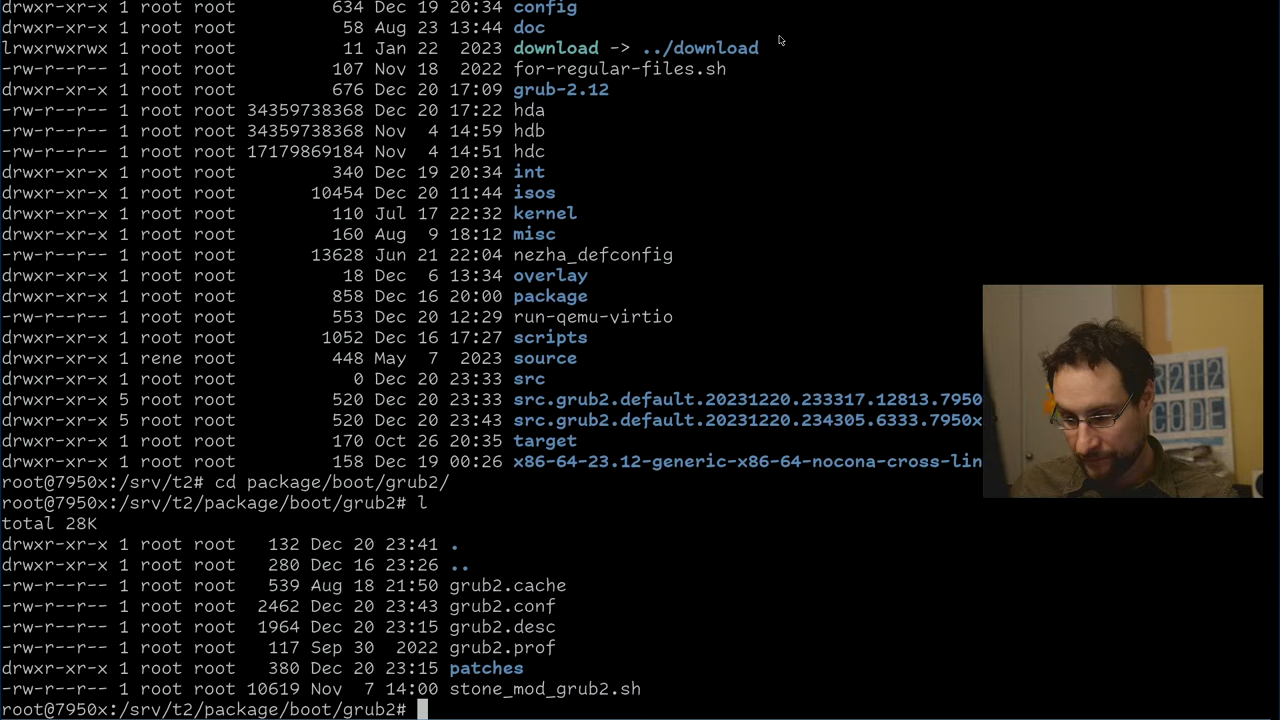 drwxr-xr-x 1 root root         634 Dec 19 20:34 config
drwxr-xr-x 1 root root          58 Aug 23 13:44 doc
lrwxrwxrwx 1 root root          11 Jan 22  2023 download -> ../download
-rw-r--r-- 1 root root         107 Nov 18  2022 for-regular-files.sh
drwxr-xr-x 1 root root         676 Dec 20 17:09 grub-2.12
-rw-r--r-- 1 root root 34359738368 Dec 20 17:22 hda
-rw-r--r-- 1 root root 34359738368 Nov  4 14:59 hdb
-rw-r--r-- 1 root root 17179869184 Nov  4 14:51 hdc
drwxr-xr-x 1 root root         340 Dec 19 20:34 int
drwxr-xr-x 1 root root       10454 Dec 20 11:44 isos
drwxr-xr-x 1 root root         110 Jul 17 22:32 kernel
drwxr-xr-x 1 root root         160 Aug  9 18:12 misc
-rw-r--r-- 1 root root       13628 Jun 21 22:04 nezha_defconfig
drwxr-xr-x 1 root root          18 Dec  6 13:34 overlay
drwxr-xr-x 1 root root         858 Dec 16 20:00 package
-rw-r--r-- 1 root root         553 Dec 20 12:29 run-qemu-virtio
drwxr-xr-x 1 root root        1052 Dec 16 17:27 scripts
drwxr-xr-x 1 rene root         448 May  7  2023 source
drwxr-xr-x 1 root root           0 Dec 20 23:33 src
drwxr-xr-x 5 root root         520 Dec 20 23:33 src.grub2.default.20231220.233317.12813.7950
drwxr-xr-x 5 root root         520 Dec 20 23:43 src.grub2.default.20231220.234305.6333.7950x
drwxr-xr-x 1 root root         170 Oct 26 20:35 target
drwxr-xr-x 1 root root         158 Dec 19 00:26 x86-64-23.12-generic-x86-64-nocona-cross-lin
root@7950x:/srv/t2# cd package/boot/grub2/
root@7950x:/srv/t2/package/boot/grub2# l
total 28K
drwxr-xr-x 1 root root   132 Dec 20 23:41 .
drwxr-xr-x 1 root root   280 Dec 16 23:26 ..
-rw-r--r-- 1 root root   539 Aug 18 21:50 grub2.cache
-rw-r--r-- 1 root root  2462 Dec 20 23:43 grub2.conf
-rw-r--r-- 1 root root  1964 Dec 20 23:15 grub2.desc
-rw-r--r-- 1 root root   117 Sep 30  2022 grub2.prof
drwxr-xr-x 1 root root   380 Dec 20 23:15 patches
-rw-r--r-- 1 root root 10619 Nov  7 14:00 stone_mod_grub2.sh
root@7950x:/srv/t2/package/boot/grub2#
CODE